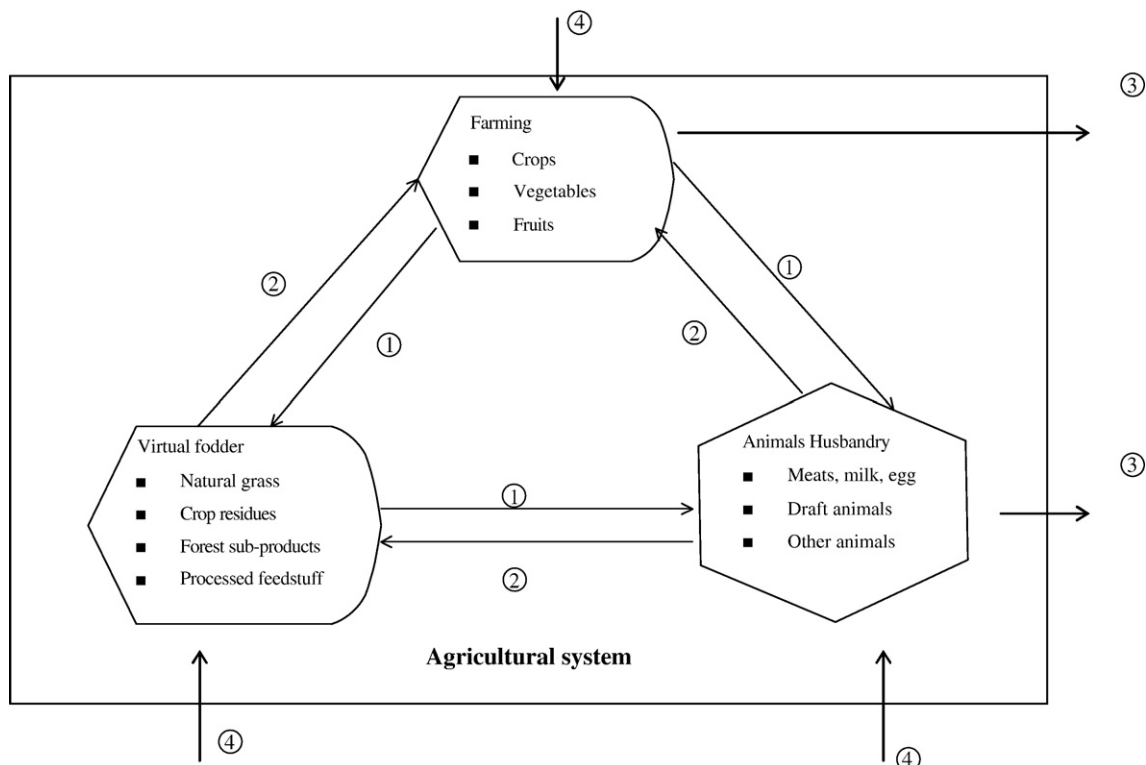 ④
③
Farming
■ Crops
■ Vegetables
■ Fruits
①
②
②
①
Virtual fodder
■ Natural grass
■ Crop residues
■ Forest sub-products
■ Processed feedstuff
①
②
Animals Husbandry
■ Meats, milk, egg
■ Draft animals
■ Other animals
③
Agricultural system
④
④